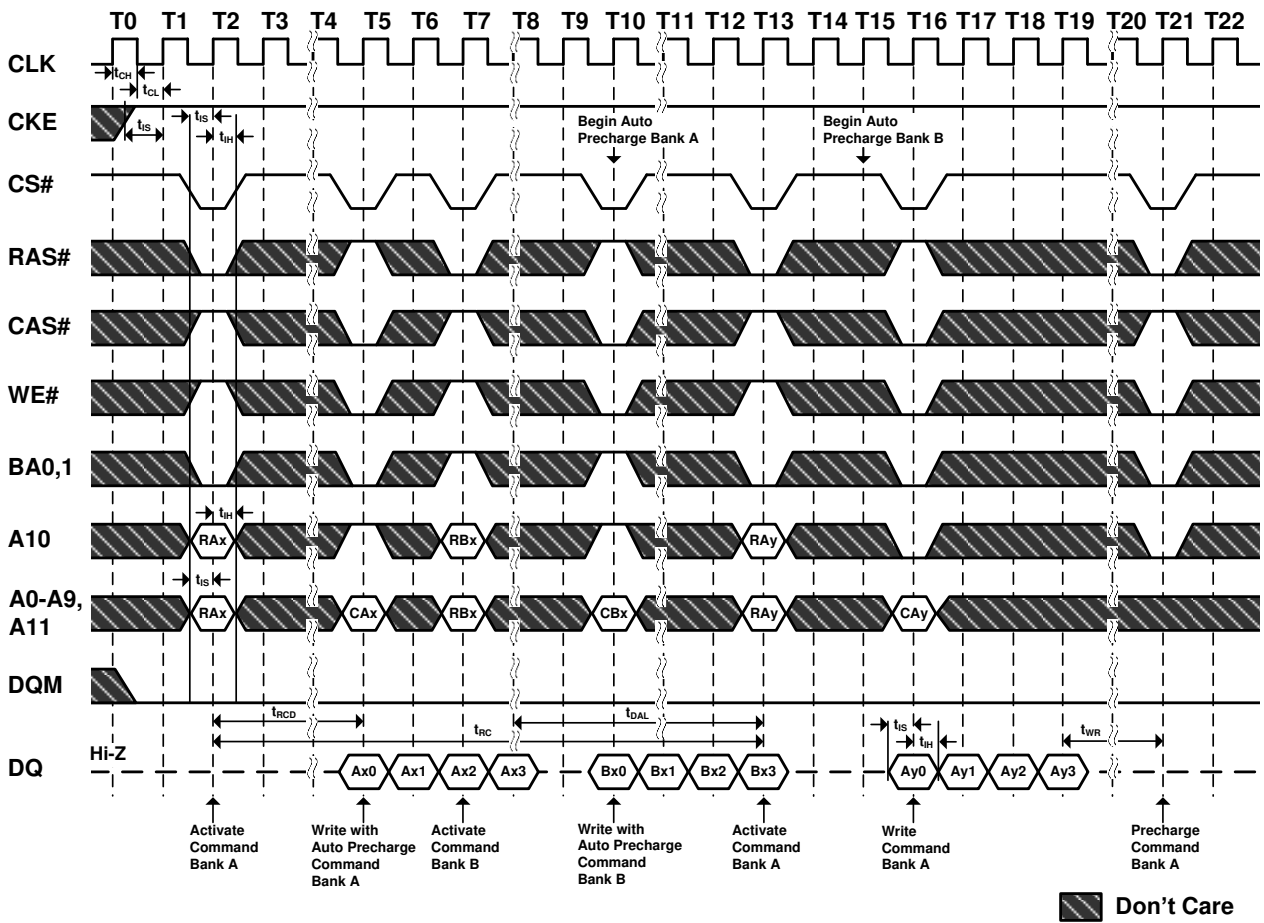 T0 T1 T2 T3 T4 T5 T6 T7 T8 T9 T10 T11 T12 T13 T14 T15 T16 T17 T18 T19 T20 T21 T22
CLK
tCH
tCL
CKE
tIS
tIS
tIH
Begin Auto
Precharge Bank A
Begin Auto
Precharge Bank B
CS#
RAS#
CAS#
WE#
BA0,1
A10
tIH
RAx RBx RAy
tIS
A0-A9,
A11
RAx CAx RBx CBx RAy CAy
DQM
tRCD
tRC
tDAL
tIS
tIH
tWR
DQ
Hi-Z
Ax0 Ax1 Ax2 Ax3 Bx0 Bx1 Bx2 Bx3 Ay0 Ay1 Ay2 Ay3
Activate
Command
Bank A
Write with
Auto Precharge
Command
Bank A
Activate
Command
Bank B
Write with
Auto Precharge
Command
Bank B
Activate
Command
Bank A
Write
Command
Bank A
Precharge
Command
Bank A
Don't Care